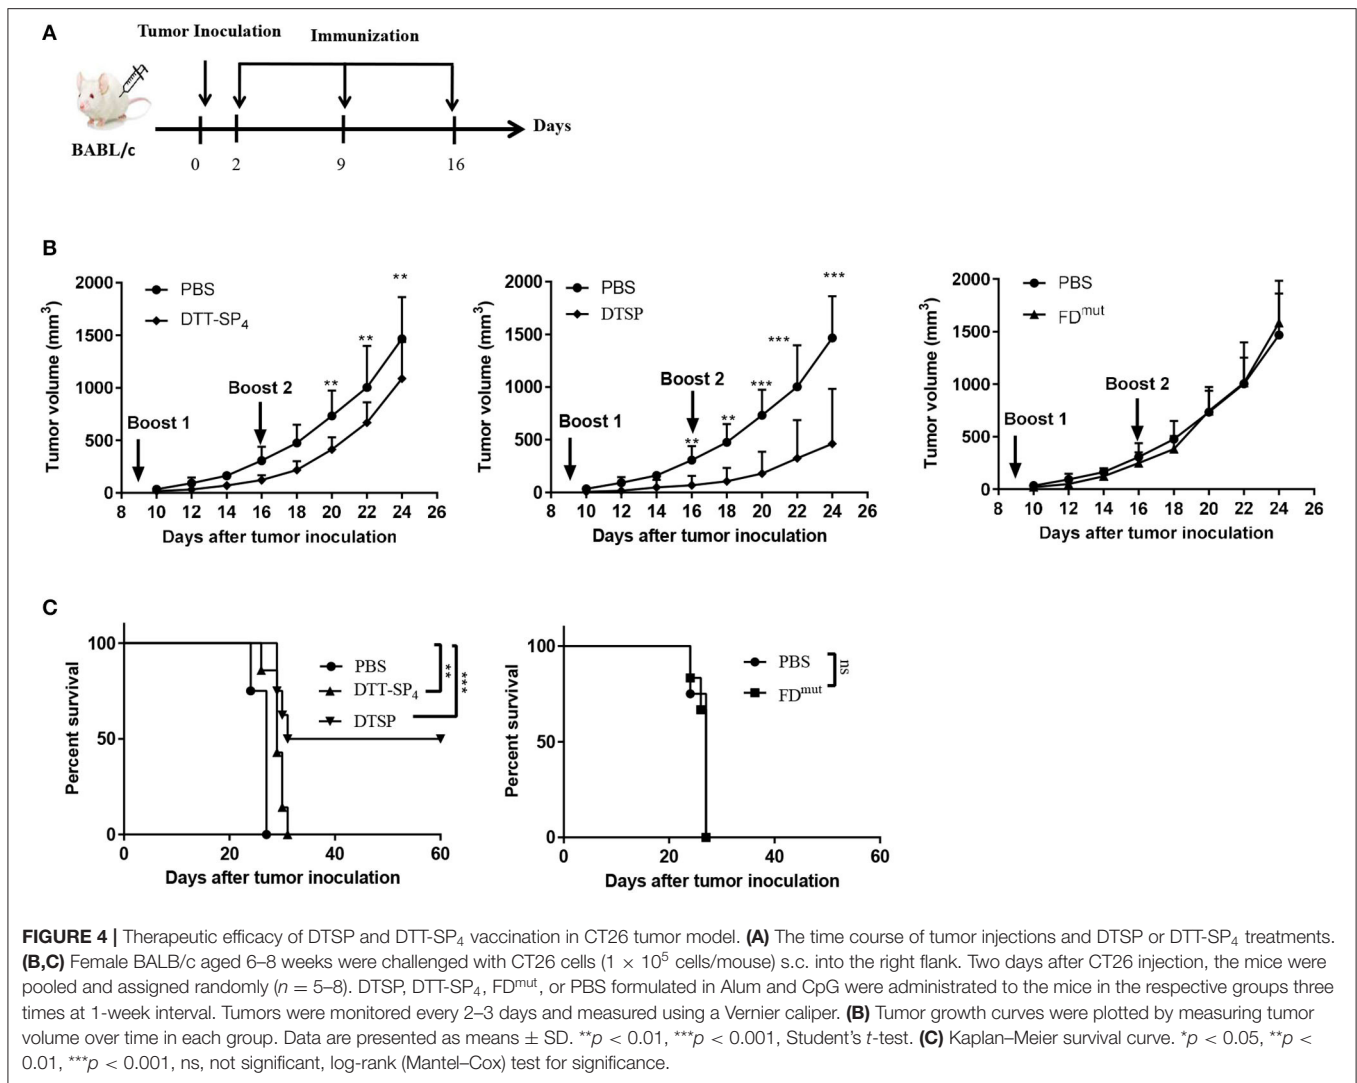 A
Tumor Inoculation
Immunization
BABL/c
0 2 9 16
Days
B
Tumor volume (mm³)
2000
1500
1000
500
0
PBS
DTT-SP₄
Boost 1
Boost 2
**
**
**
8 10 12 14 16 18 20 22 24 26
Days after tumor inoculation
Tumor volume (mm³)
2000
1500
1000
500
0
PBS
DTSP
Boost 1
Boost 2
**
**
***
***
***
8 10 12 14 16 18 20 22 24 26
Days after tumor inoculation
Tumor volume (mm³)
2000
1500
1000
500
0
PBS
FDᵐᵘᵗ
Boost 1
Boost 2
8 10 12 14 16 18 20 22 24 26
Days after tumor inoculation
C
Percent survival
100
50
0
PBS
DTT-SP₄
DTSP
**
***
0 20 40 60
Days after tumor inoculation
Percent survival
100
50
0
PBS
FDᵐᵘᵗ
ns
0 20 40 60
Days after tumor inoculation
FIGURE 4 | Therapeutic efficacy of DTSP and DTT-SP₄ vaccination in CT26 tumor model. (A) The time course of tumor injections and DTSP or DTT-SP₄ treatments.
(B,C) Female BALB/c aged 6–8 weeks were challenged with CT26 cells (1 × 10⁵ cells/mouse) s.c. into the right flank. Two days after CT26 injection, the mice were
pooled and assigned randomly (n = 5–8). DTSP, DTT-SP₄, FDᵐᵘᵗ, or PBS formulated in Alum and CpG were administrated to the mice in the respective groups three
times at 1-week interval. Tumors were monitored every 2–3 days and measured using a Vernier caliper. (B) Tumor growth curves were plotted by measuring tumor
volume over time in each group. Data are presented as means ± SD. **p < 0.01, ***p < 0.001, Student's t-test. (C) Kaplan–Meier survival curve. *p < 0.05, **p <
0.01, ***p < 0.001, ns, not significant, log-rank (Mantel–Cox) test for significance.